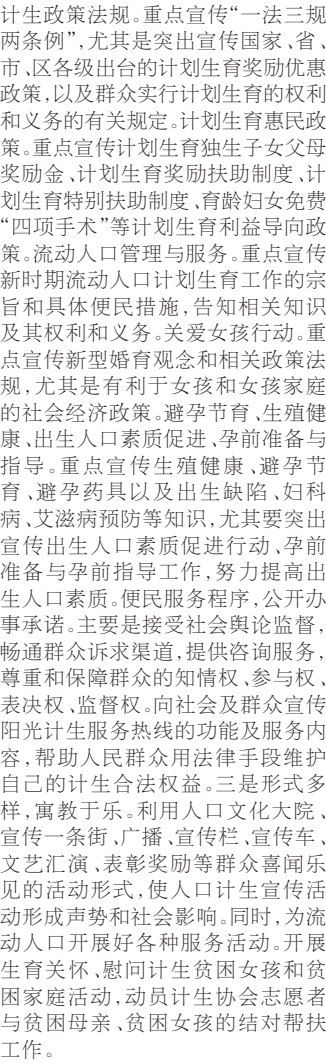 计生政策法规。重点宣传“一法三规
两条例”,尤其是突出宣传国家、省、
市、区各级出台的计划生育奖励优惠
政策,以及群众实行计划生育的权利
和义务的有关规定。计划生育惠民政
策。重点宣传计划生育独生子女父母
奖励金、计划生育奖励扶助制度、计
划生育特别扶助制度、育龄妇女免费
“四项手术”等计划生育利益导向政
策。流动人口管理与服务。重点宣传
新时期流动人口计划生育工作的宗
旨和具体便民措施,告知相关知识
及其权利和义务。关爱女孩行动。重
点宣传新型婚育观念和相关政策法
规,尤其是有利于女孩和女孩家庭
的社会经济政策。避孕节育、生殖健
康、出生人口素质促进、孕前准备与
指导。重点宣传生殖健康、避孕节
育、避孕药具以及出生缺陷、妇科
病、艾滋病预防等知识,尤其要突出
宣传出生人口素质促进行动、孕前
准备与孕前指导工作,努力提高出
生人口素质。便民服务程序,公开办
事承诺。主要是接受社会舆论监督,
畅通群众诉求渠道,提供咨询服务,
尊重和保障群众的知情权、参与权、
表决权、监督权。向社会及群众宣传
阳光计生服务热线的功能及服务内
容,帮助人民群众用法律手段维护
自己的计生合法权益。三是形式多
样,寓教于乐。利用人口文化大院、
宣传一条街、广播、宣传栏、宣传车、
文艺汇演、表彰奖励等群众喜闻乐
见的活动形式,使人口计生宣传活
动形成声势和社会影响。同时,为流
动人口开展好各种服务活动。开展
生育关怀、慰问计生贫困女孩和贫
困家庭活动,动员计生协会志愿者
与贫困母亲、贫困女孩的结对帮扶
工作。